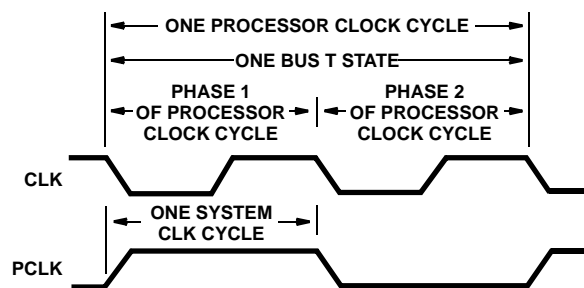 ONE PROCESSOR CLOCK CYCLE
ONE BUS T STATE
PHASE 1
OF PROCESSOR
CLOCK CYCLE
PHASE 2
OF PROCESSOR
CLOCK CYCLE
CLK
ONE SYSTEM
CLK CYCLE
PCLK